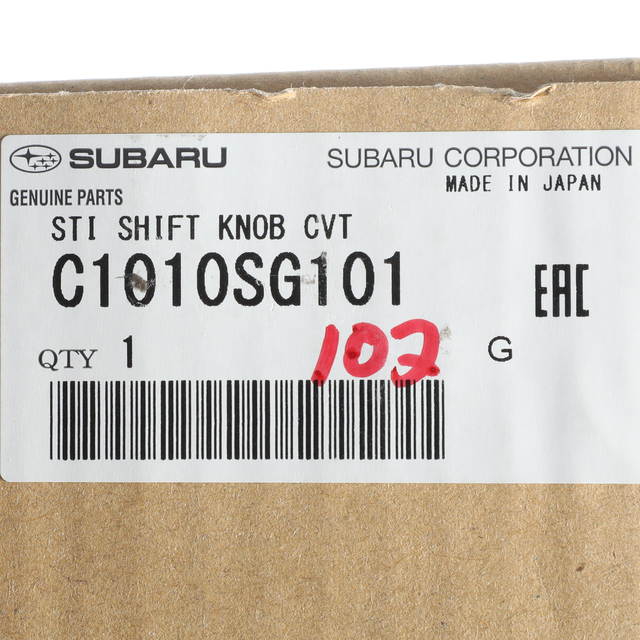 SUBARU SUBARU CORPORATION
GENUINE PARTS MADE IN JAPAN
STI SHIFT KNOB CVT
C1010SG101 EAC
QTY 1 102 G